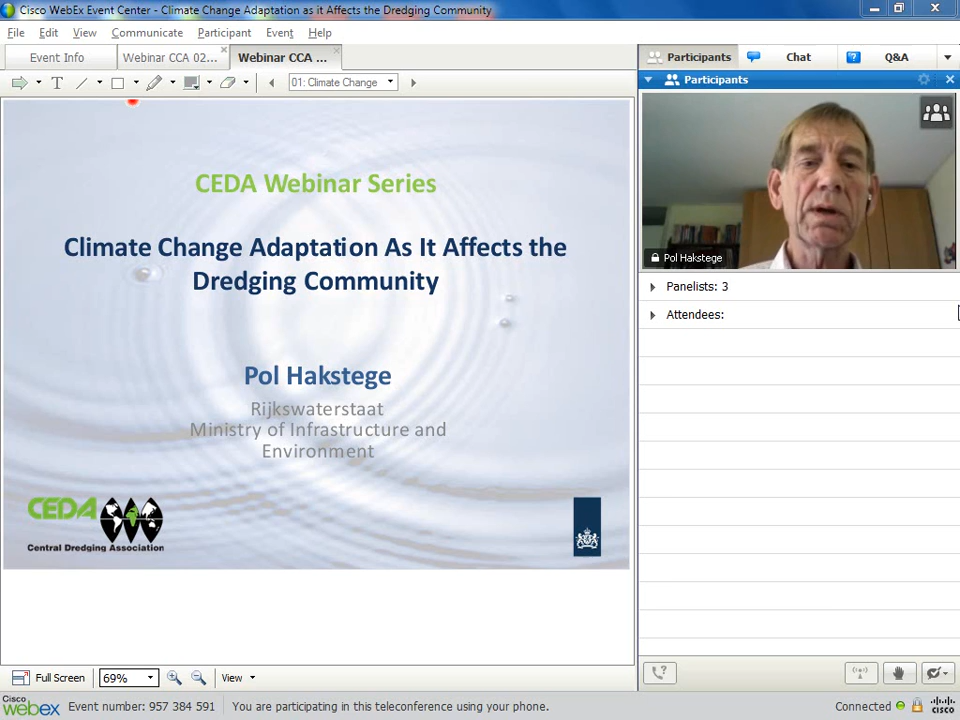 Cisco WebEx Event Center - Climate Change Adaptation as it Affects the Dredging Community
File Edit View Communicate Participant Event Help
Event Info Webinar CCA 02... Webinar CCA ...
Participants Chat Q&A
01: Climate Change
Participants
CEDA Webinar Series
Climate Change Adaptation As It Affects the
Dredging Community
Pol Hakstege
Rijkswaterstaat
Ministry of Infrastructure and
Environment
CEDA
Central Dredging Association
Pol Hakstege
Panelists: 3
Attendees:
Full Screen 69% View
Cisco webex Event number: 957 384 591 You are participating in this teleconference using your phone. Connected cisco